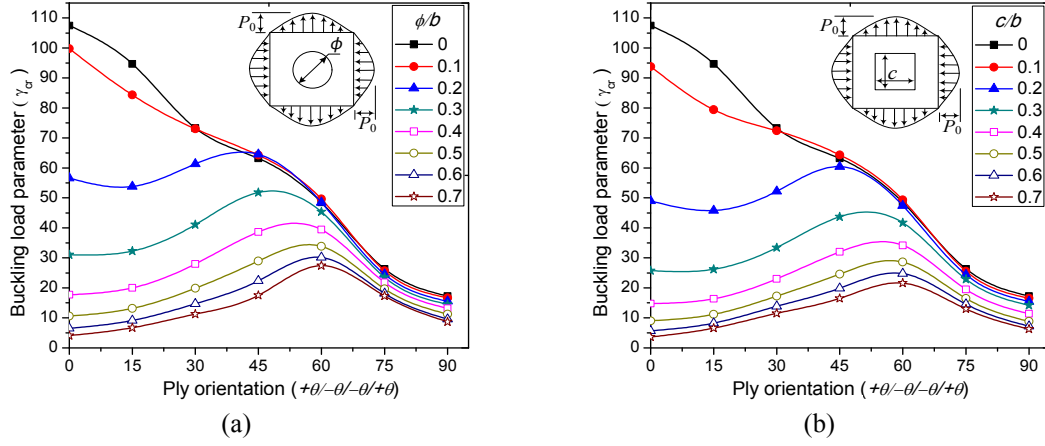 ϕ/b
0
0.1
0.2
0.3
0.4
0.5
0.6
0.7
P₀
ϕ
P₀
Buckling load parameter (γcr)
110
100
90
80
70
60
50
40
30
20
10
0
0 15 30 45 60 75 90
Ply orientation (+θ/−θ/−θ/+θ)
(a)
c/b
0
0.1
0.2
0.3
0.4
0.5
0.6
0.7
P₀
c
P₀
Buckling load parameter (γcr)
110
100
90
80
70
60
50
40
30
20
10
0
0 15 30 45 60 75 90
Ply orientation (+θ/−θ/−θ/+θ)
(b)